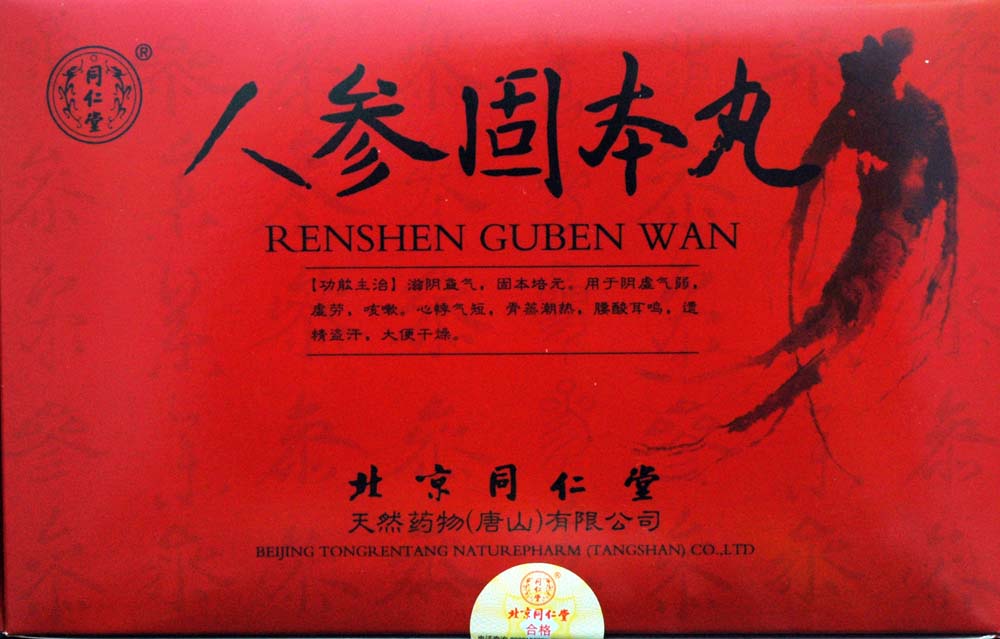 同仁堂
®
人参固本丸
RENSHEN GUBEN WAN
【功能主治】滋阴益气，固本培元。用于阴虚气弱，
虚劳，咳嗽。心悸气短，骨蒸潮热，腰酸耳鸣，遗
精盗汗，大便干燥。
北京同仁堂
天然药物(唐山)有限公司
BEIJING TONGRENTANG NATUREPHARM (TANGSHAN) CO.,LTD
同仁堂
®
北京同仁堂
合格